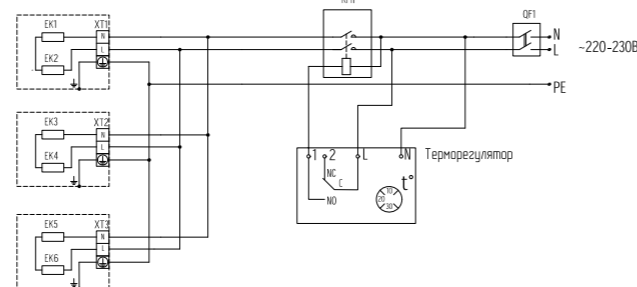 EK1
XT1
N
EK2
L
QF1
N
L
~220-230В
PE
EK3
XT2
N
EK4
L
1 2 L N Терморегулятор
NC
C
NO
t°
10
20
30
EK5
XT3
N
EK6
L